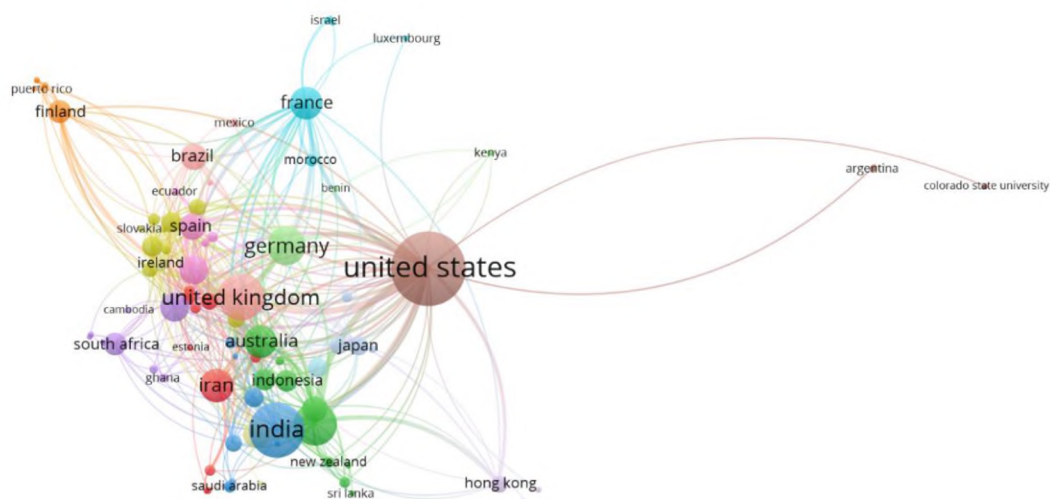 israel
luxembourg
puerto rico
finland
france
mexico
brazil
morocco
kenya
benin
argentina
colorado state university
ecuador
slovakia
spain
germany
ireland
united states
united kingdom
cambodia
south africa
estonia
australia
japan
ghana
iran
indonesia
india
new zealand
saudi arabia
sri lanka
hong kong